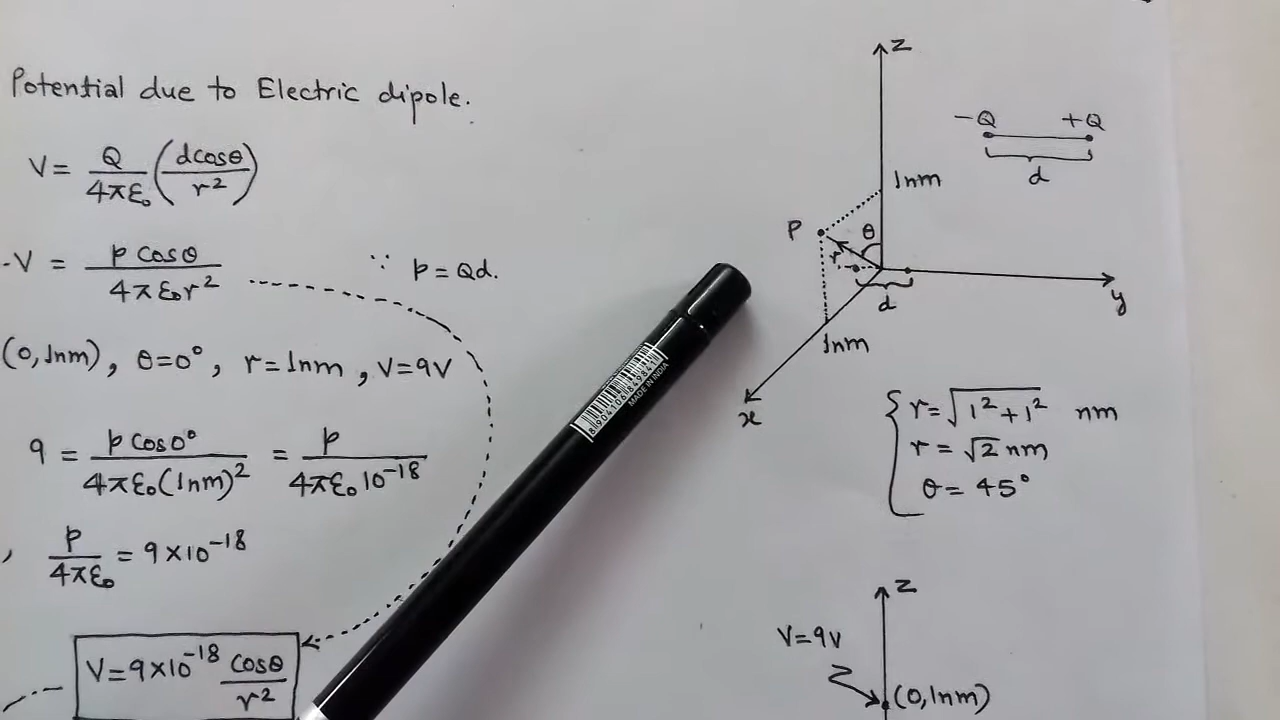 Potential due to Electric dipole.
V = Q/4πε₀ (dcosθ/r²)
-V = p cosθ/4πε₀r² ∵ p = Qd.
(0, 1nm), θ=0°, r=1nm, V=9V
9 = p cos0°/4πε₀(1nm)² = p/4πε₀10⁻¹⁸
, p/4πε₀ = 9×10⁻¹⁸
V=9×10⁻¹⁸ cosθ/r²
z
-Q +Q
d
1nm
P
θ
r
d
y
1nm
x
r=√1²+1² nm
r = √2 nm
θ = 45°
z
V=9V
(0, 1nm)
8904106849841
MADE IN INDIA